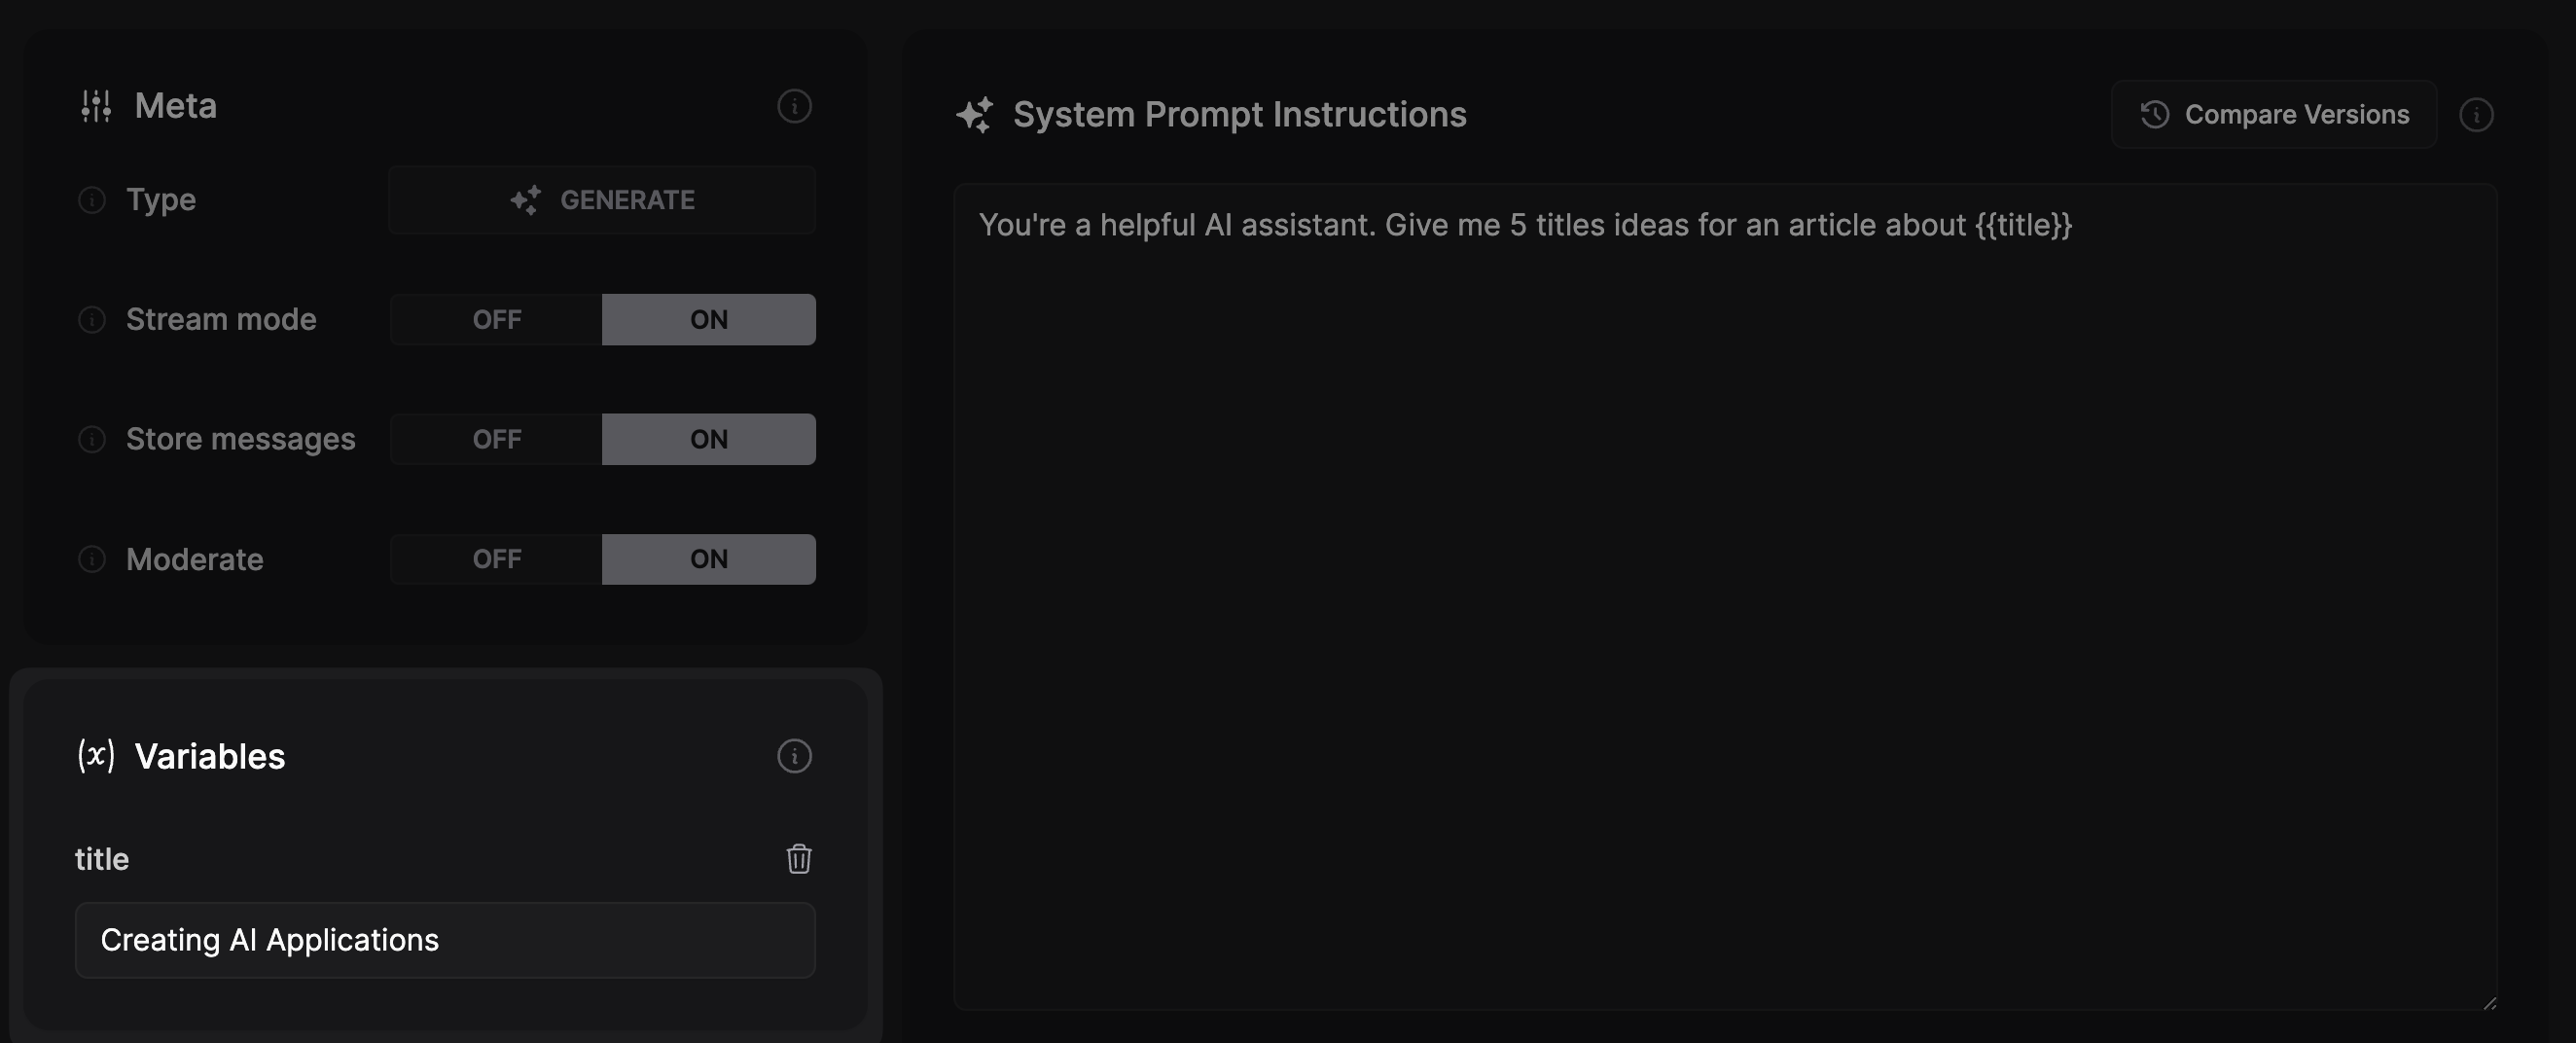 Meta
Type
GENERATE
Stream mode
OFF
ON
Store messages
OFF
ON
Moderate
OFF
ON
(x) Variables
title
Creating AI Applications
System Prompt Instructions
Compare Versions
You're a helpful AI assistant. Give me 5 titles ideas for an article about {{title}}